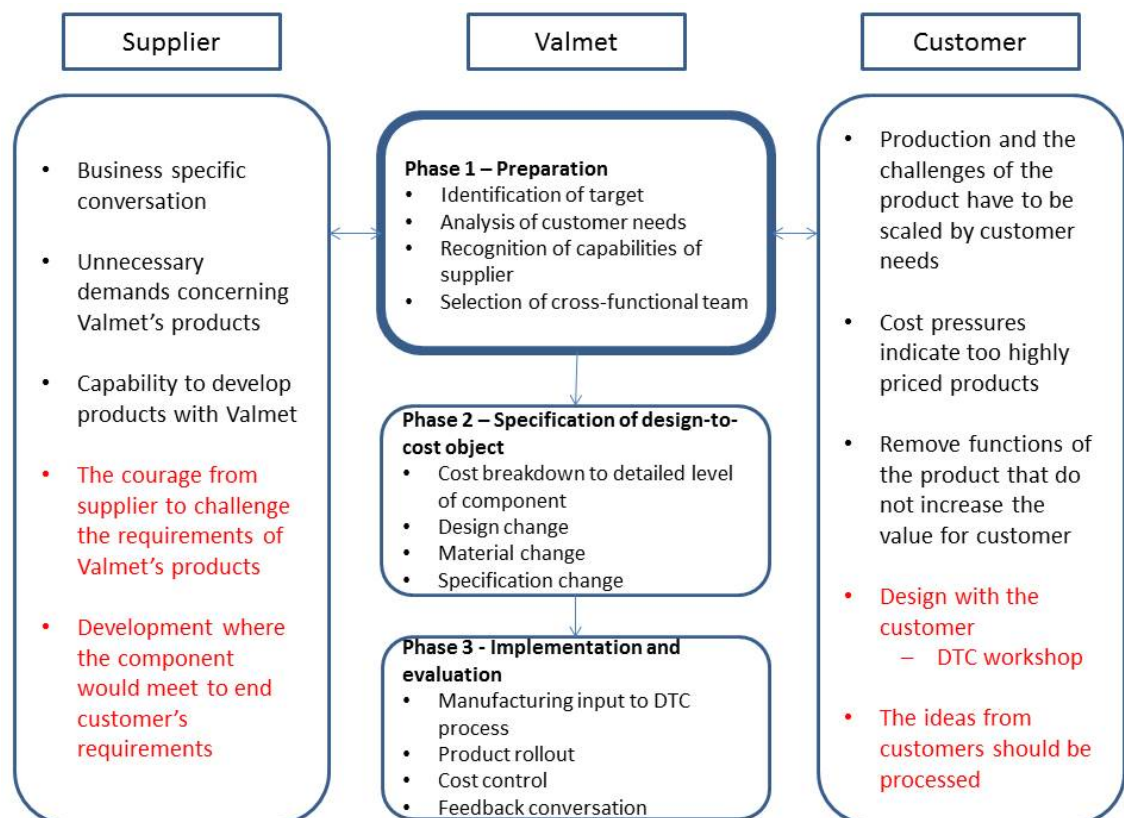 Supplier
Valmet
Customer
• Business specific
conversation
• Unnecessary
demands concerning
Valmet's products
• Capability to develop
products with Valmet
• The courage from
supplier to challenge
the requirements of
Valmet's products
• Development where
the component
would meet to end
customer's
requirements
Phase 1 – Preparation
• Identification of target
• Analysis of customer needs
• Recognition of capabilities of
supplier
• Selection of cross-functional team
Phase 2 – Specification of design-to-
cost object
• Cost breakdown to detailed level
of component
• Design change
• Material change
• Specification change
Phase 3 - Implementation and
evaluation
• Manufacturing input to DTC
process
• Product rollout
• Cost control
• Feedback conversation
• Production and the
challenges of the
product have to be
scaled by customer
needs
• Cost pressures
indicate too highly
priced products
• Remove functions of
the product that do
not increase the
value for customer
• Design with the
customer
– DTC workshop
• The ideas from
customers should be
processed